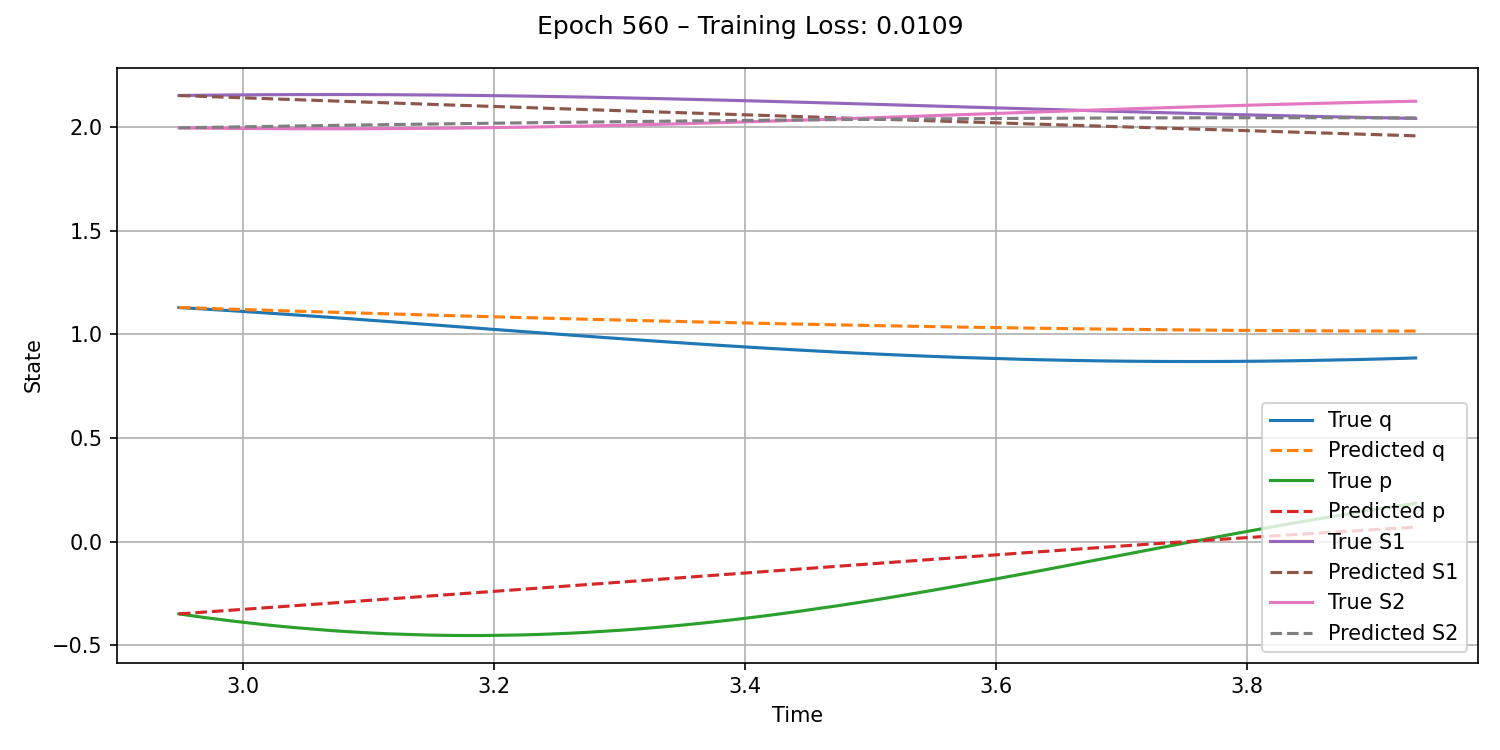 Epoch 560 – Training Loss: 0.0109
State
2.0
1.5
1.0
0.5
0.0
−0.5
3.0
3.2
3.4
3.6
3.8
Time
True q
Predicted q
True p
Predicted p
True S1
Predicted S1
True S2
Predicted S2